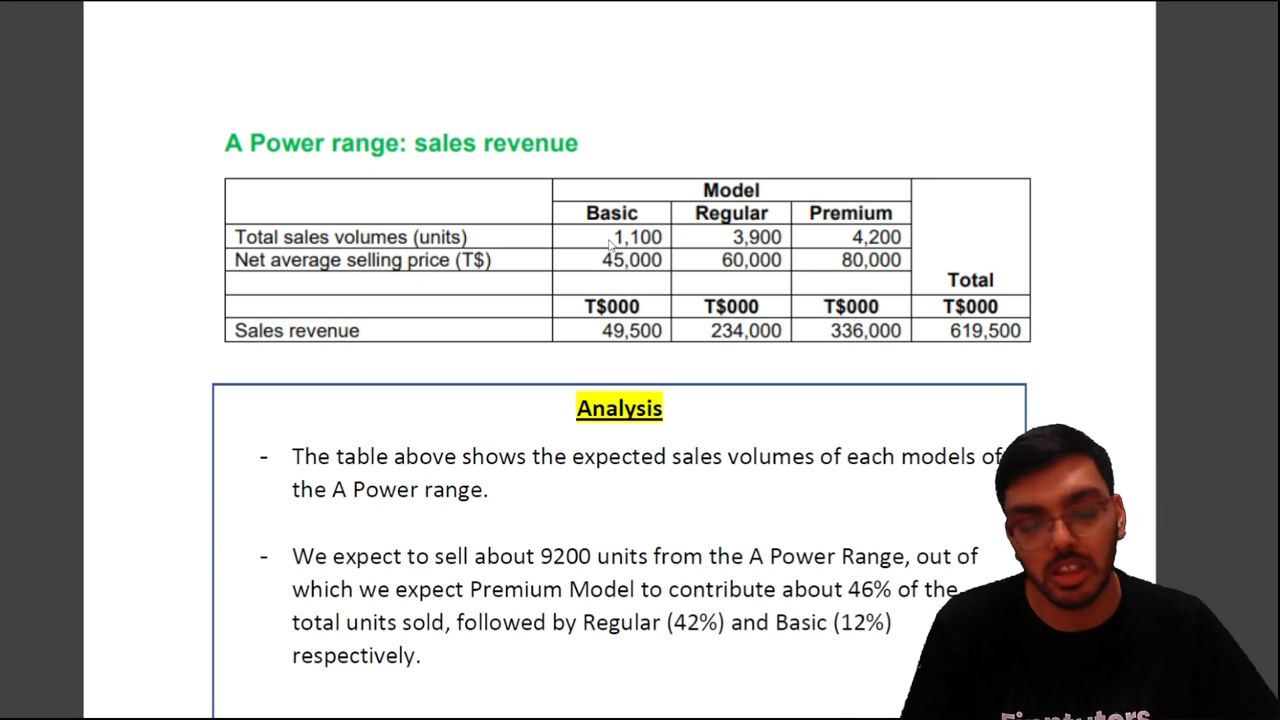 A Power range: sales revenue
Model
Basic Regular Premium
Total sales volumes (units) 1,100 3,900 4,200
Net average selling price (T$) 45,000 60,000 80,000
Total
T$000 T$000 T$000 T$000
Sales revenue 49,500 234,000 336,000 619,500
Analysis
- The table above shows the expected sales volumes of each models of
the A Power range.
- We expect to sell about 9200 units from the A Power Range, out of
which we expect Premium Model to contribute about 46% of the
total units sold, followed by Regular (42%) and Basic (12%)
respectively.